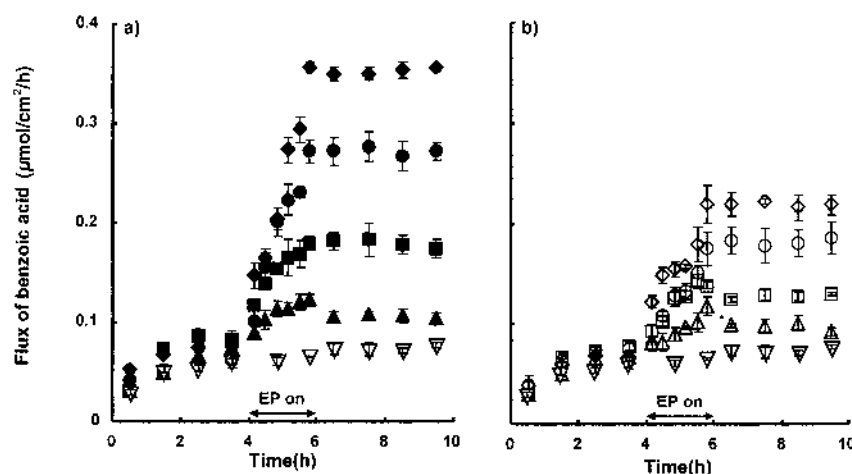 a)
b)
0.4
0.3
0.2
0.1
0
Flux of benzoic acid (μmol/cm²/h)
EP on
EP on
0 2 4 6 8 10
0 2 4 6 8 10
Time(h)
Time(h)